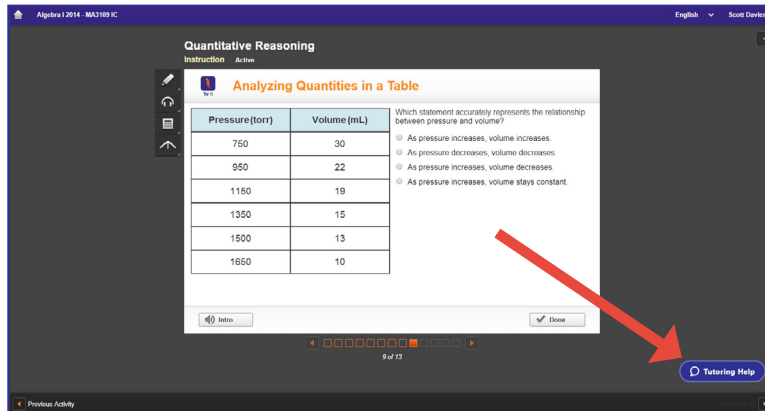 Algebra I 2014 - MA3109 IC
English
Scott Davies
Quantitative Reasoning
Instruction Active
Try It
Analyzing Quantities in a Table
Pressure (torr) Volume (mL)
750 30
950 22
1150 19
1350 15
1500 13
1650 10
Which statement accurately represents the relationship
between pressure and volume?
As pressure increases, volume increases.
As pressure decreases, volume decreases.
As pressure increases, volume decreases.
As pressure increases, volume stays constant.
Intro
Done
9 of 13
Tutoring Help
Previous Activity